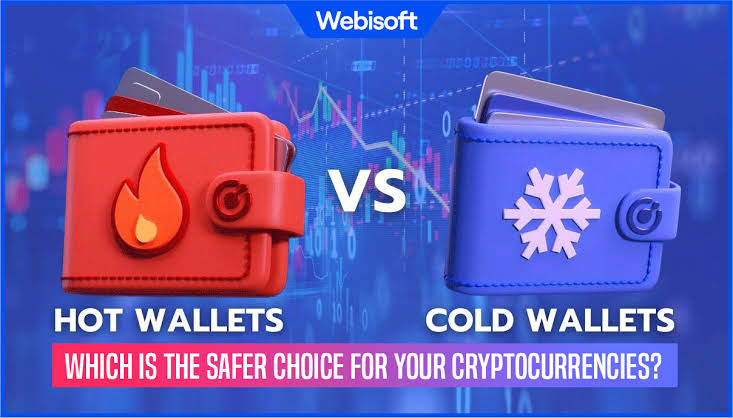 Webisoft
VS
HOT WALLETS
COLD WALLETS
WHICH IS THE SAFER CHOICE FOR YOUR CRYPTOCURRENCIES?